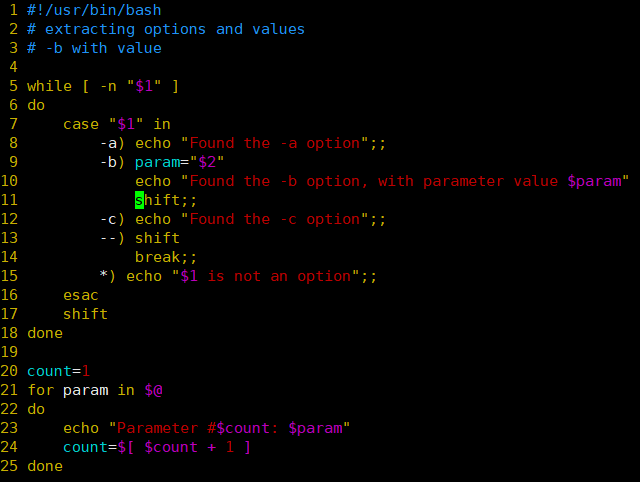 1 #!/usr/bin/bash
2 # extracting options and values
3 # -b with value
4
5 while [ -n "$1" ]
6 do
7     case "$1" in
8         -a) echo "Found the -a option";;
9         -b) param="$2"
10             echo "Found the -b option, with parameter value $param"
11             shift;;
12         -c) echo "Found the -c option";;
13         --) shift
14             break;;
15         *) echo "$1 is not an option";;
16     esac
17     shift
18 done
19
20 count=1
21 for param in $@
22 do
23     echo "Parameter #$count: $param"
24     count=$[ $count + 1 ]
25 done